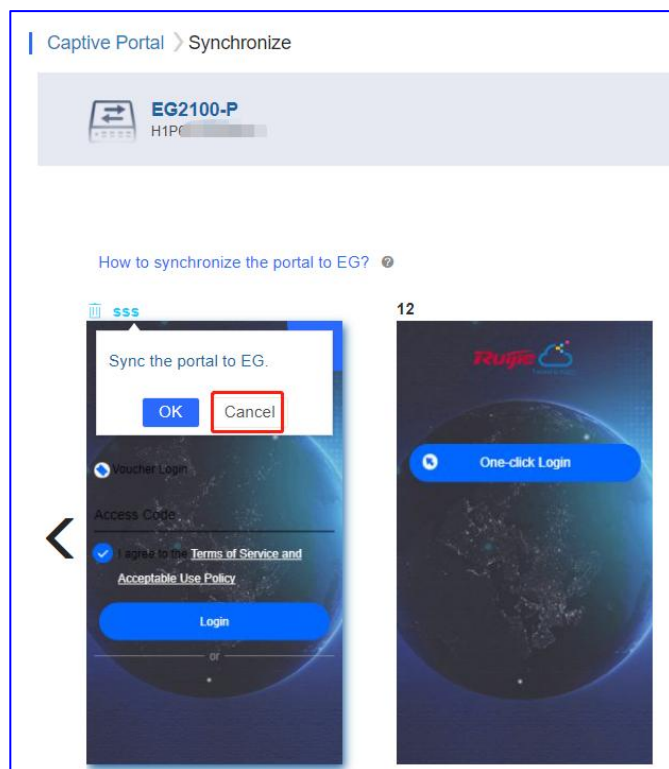 Captive Portal > Synchronize
EG2100-P
H1P
How to synchronize the portal to EG?
sss
Sync the portal to EG.
OK Cancel
Voucher Login
Access Code
I agree to the Terms of Service and
Acceptable Use Policy
Login
or
12
Ruijie
One-click Login